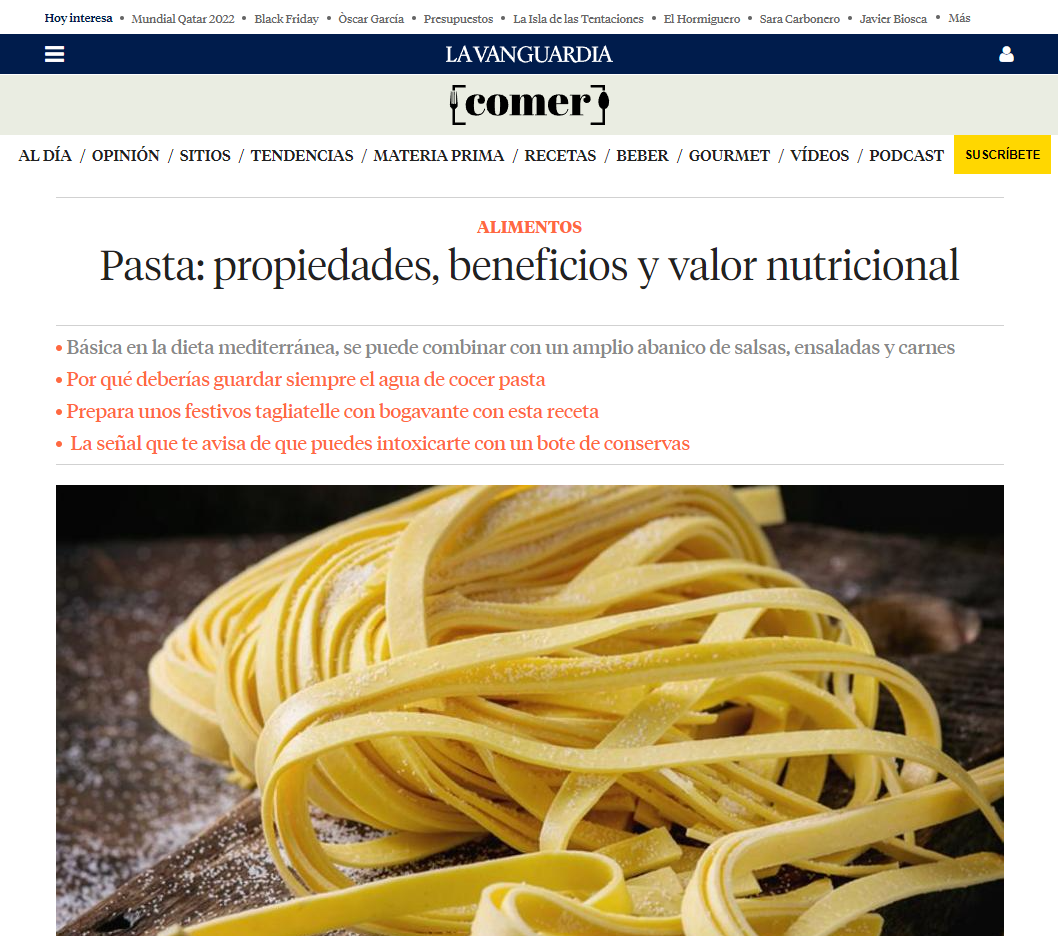 Hoy interesa • Mundial Qatar 2022 • Black Friday • Òscar García • Presupuestos • La Isla de las Tentaciones • El Hormiguero • Sara Carbonero • Javier Biosca • Más
LA VANGUARDIA
[comer]
AL DÍA / OPINIÓN / SITIOS / TENDENCIAS / MATERIA PRIMA / RECETAS / BEBER / GOURMET / VÍDEOS / PODCAST SUSCRÍBETE
ALIMENTOS
Pasta: propiedades, beneficios y valor nutricional
• Básica en la dieta mediterránea, se puede combinar con un amplio abanico de salsas, ensaladas y carnes
• Por qué deberías guardar siempre el agua de cocer pasta
• Prepara unos festivos tagliatelle con bogavante con esta receta
• La señal que te avisa de que puedes intoxicarte con un bote de conservas